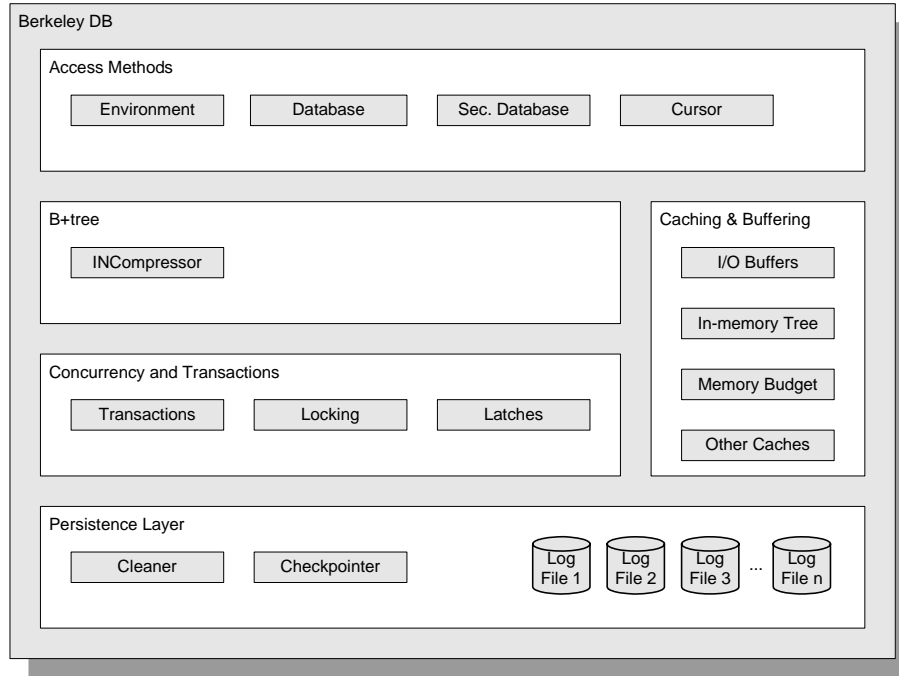 Berkeley DB
Access Methods
Environment
Database
Sec. Database
Cursor
B+tree
INCompressor
Caching & Buffering
I/O Buffers
In-memory Tree
Memory Budget
Other Caches
Concurrency and Transactions
Transactions
Locking
Latches
Persistence Layer
Cleaner
Checkpointer
Log
File 1
Log
File 2
Log
File 3
...
Log
File n